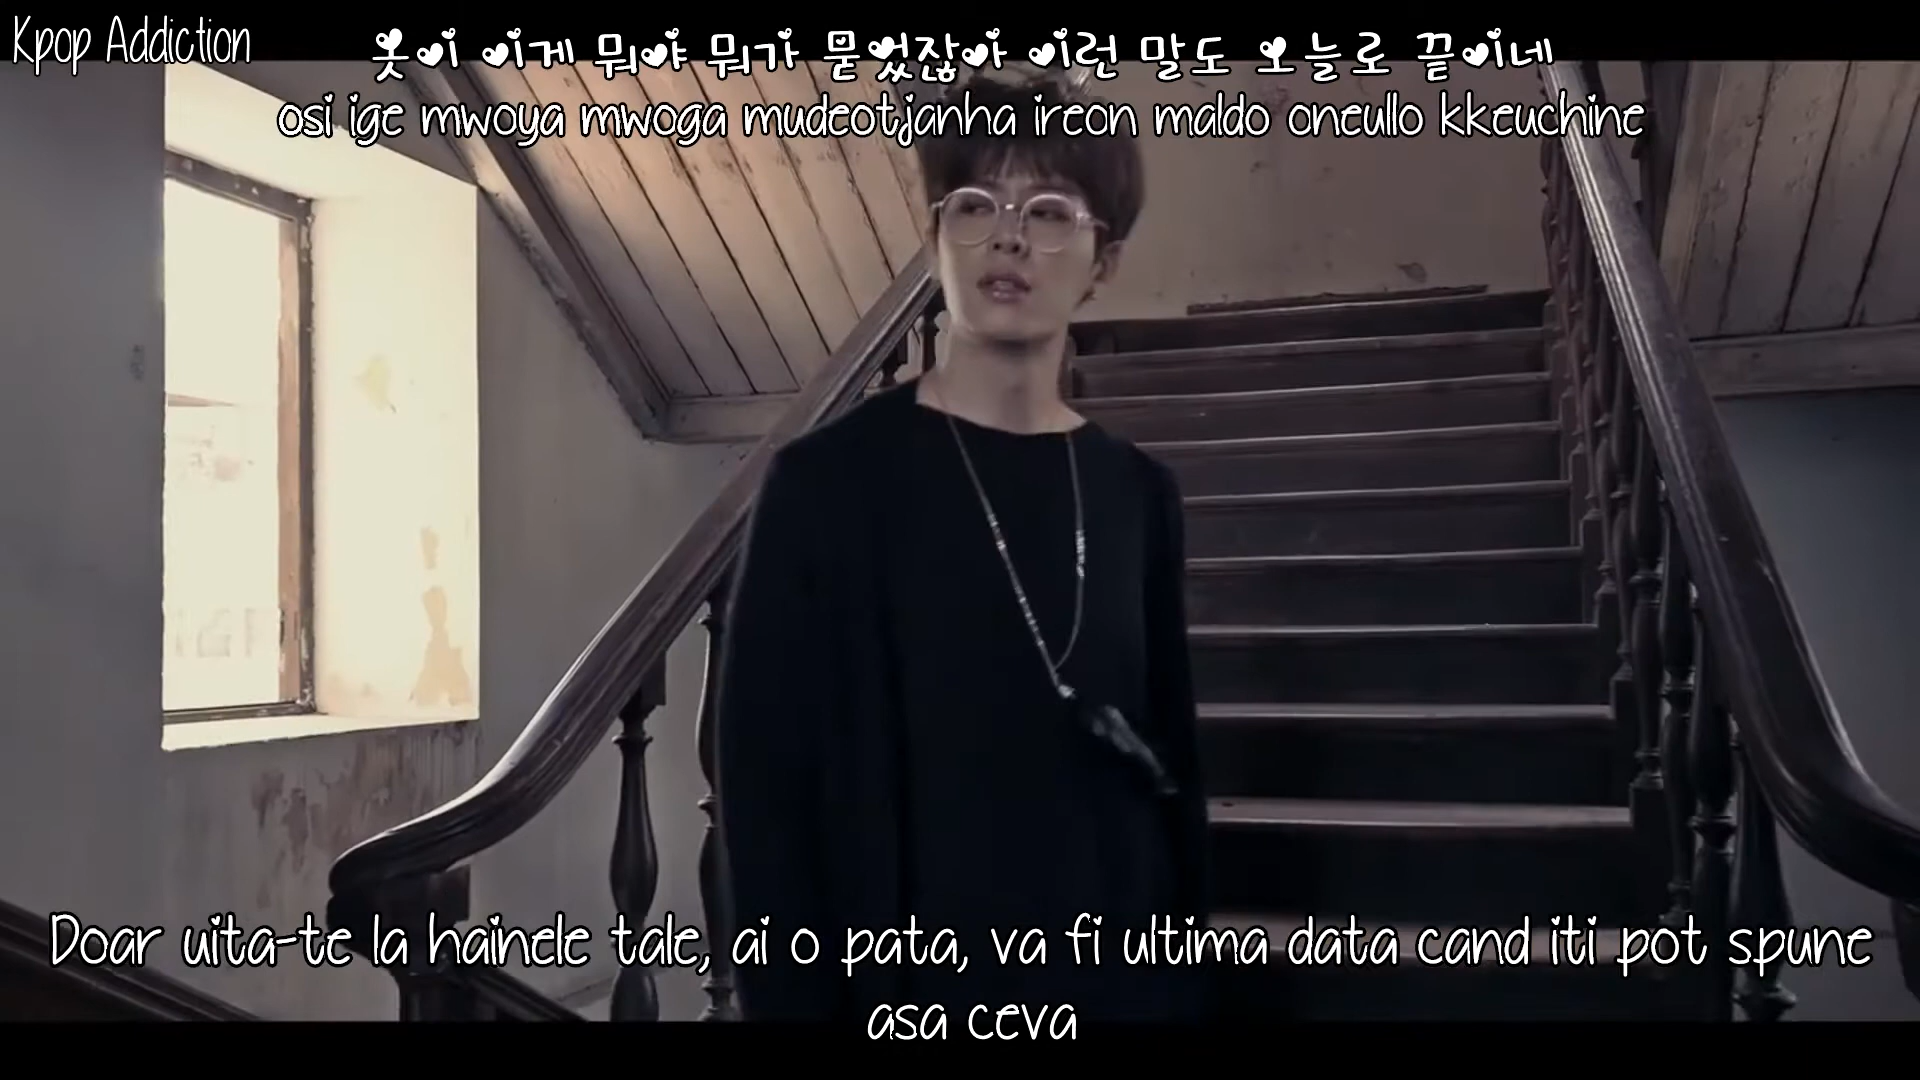 Kpop Addiction
옷이 이게 뭐야 뭐가 묻었잖아 이런 말도 오늘로 끝이네
osi ige mwoya mwoga mudeotjanha ireon maldo oneullo kkeuchine
Doar uita-te la hainele tale, ai o pata, va fi ultima data cand iti pot spune
asa ceva